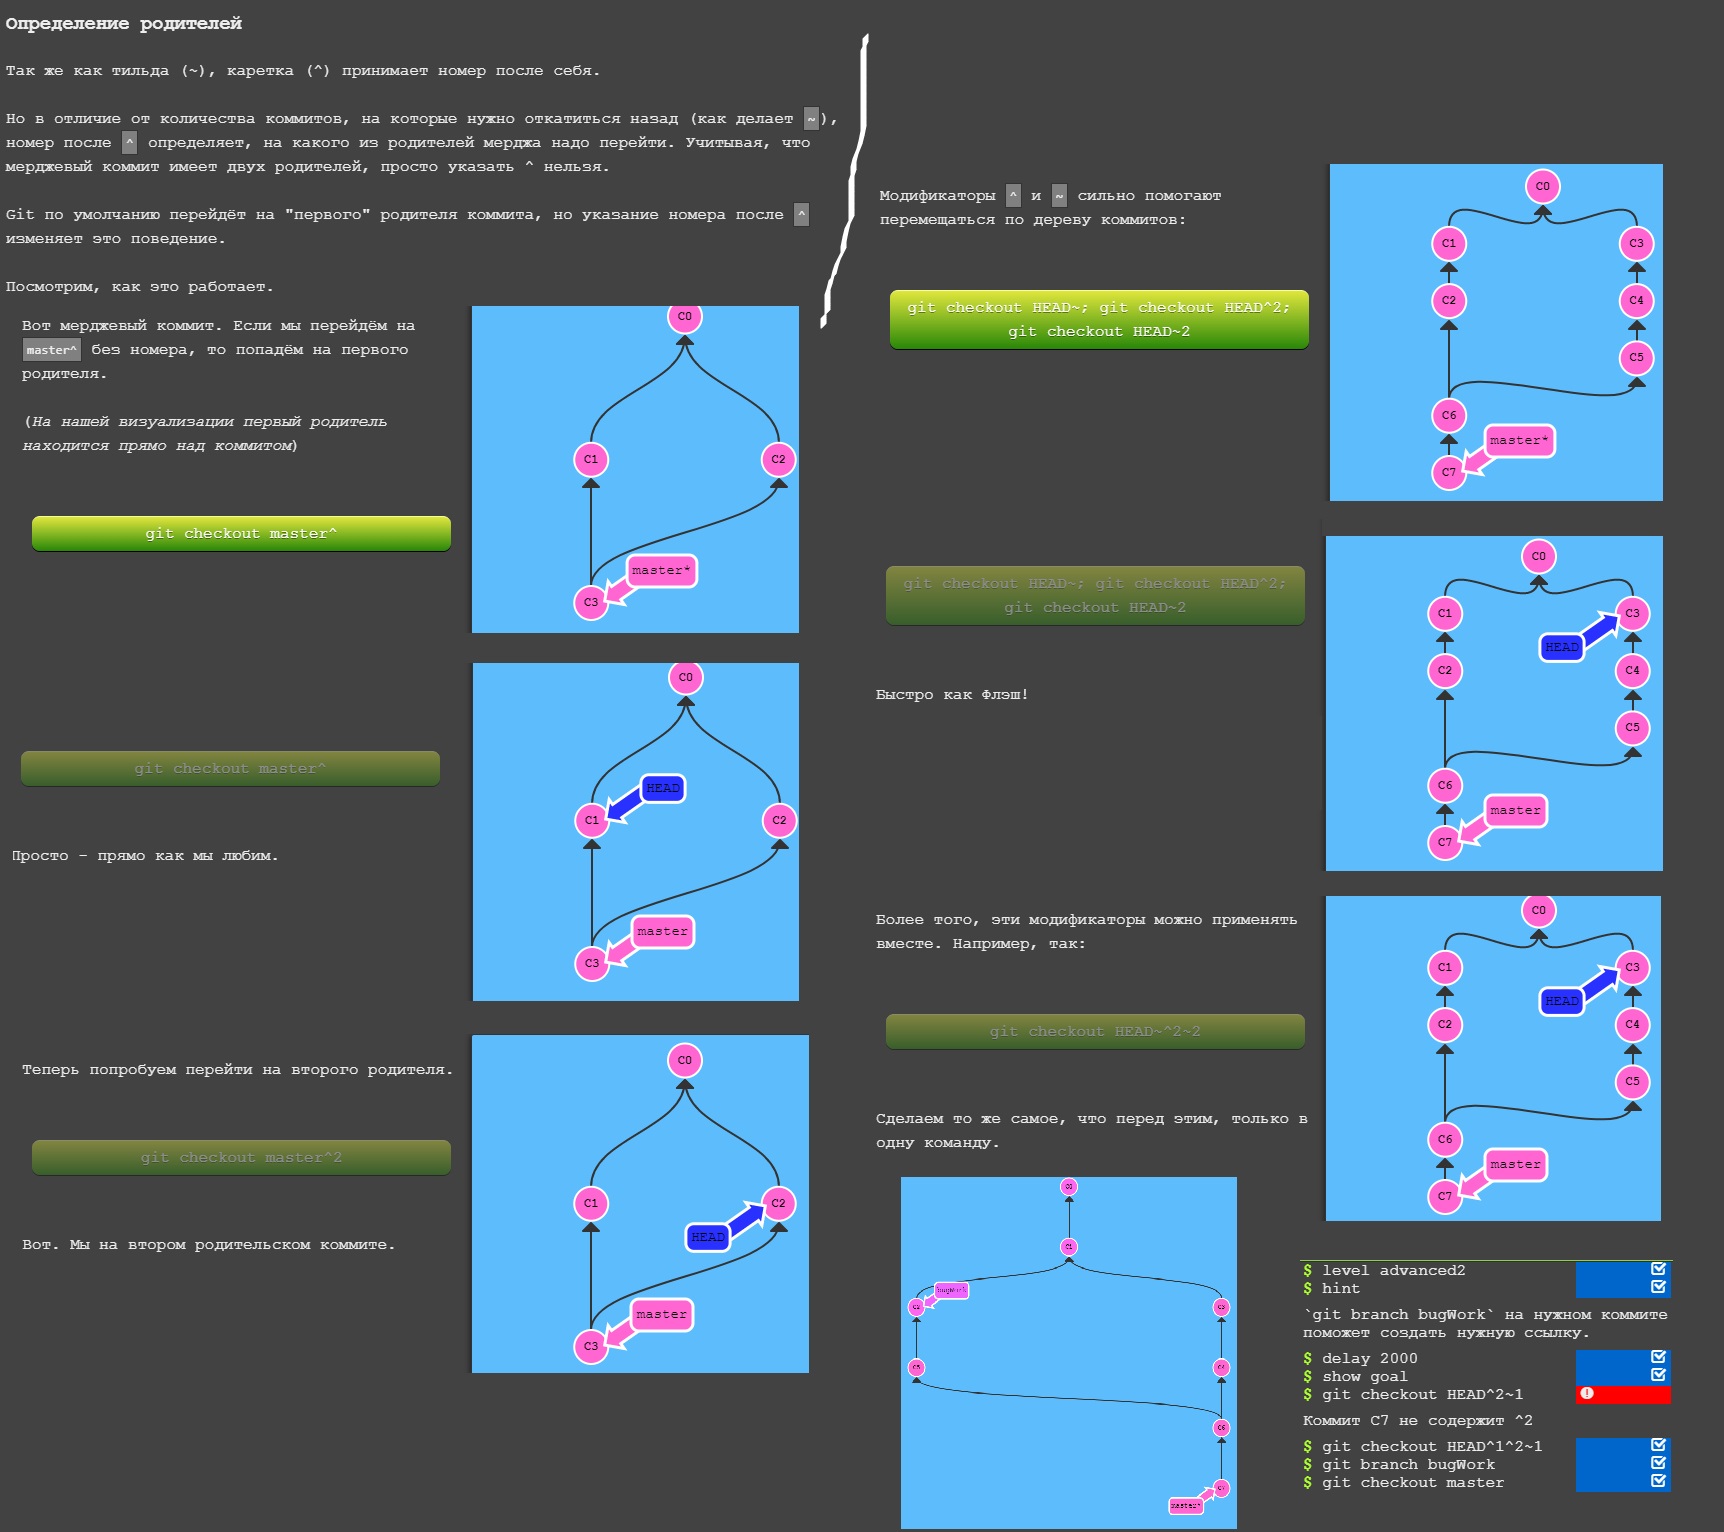 Определение родителей
Так же как тильда (~), каретка (^) принимает номер после себя.
Но в отличие от количества коммитов, на которые нужно откатиться назад (как делает ~),
номер после ^ определяет, на какого из родителей мерджа надо перейти. Учитывая, что
мерджевый коммит имеет двух родителей, просто указать ^ нельзя.
Git по умолчанию перейдёт на "первого" родителя коммита, но указание номера после ^
изменяет это поведение.
Посмотрим, как это работает.
Вот мерджевый коммит. Если мы перейдём на
master^ без номера, то попадём на первого
родителя.
(На нашей визуализации первый родитель
находится прямо над коммитом)
git checkout master^
C0
C1
C2
master*
C3
git checkout master^
Просто - прямо как мы любим.
C0
HEAD
C1
C2
master
C3
Теперь попробуем перейти на второго родителя.
git checkout master^2
Вот. Мы на втором родительском коммите.
C0
C1
C2
HEAD
master
C3
Модификаторы ^ и ~ сильно помогают
перемещаться по дереву коммитов:
git checkout HEAD~; git checkout HEAD^2;
git checkout HEAD~2
C0
C1
C3
C2
C4
C5
C6
master*
C7
git checkout HEAD~; git checkout HEAD^2;
git checkout HEAD~2
Быстро как Флэш!
C0
C1
C3
HEAD
C2
C4
C5
C6
master
C7
Более того, эти модификаторы можно применять
вместе. Например, так:
git checkout HEAD~^2~2
Сделаем то же самое, что перед этим, только в
одну команду.
C0
C1
C3
HEAD
C2
C4
C5
C6
master
C7
bugWork
C2
C3
C5
C4
C6
C7
master*
$ level advanced2
$ hint
`git branch bugWork` на нужном коммите
поможет создать нужную ссылку.
$ delay 2000
$ show goal
$ git checkout HEAD^2~1
Коммит C7 не содержит ^2
$ git checkout HEAD^1^2~1
$ git branch bugWork
$ git checkout master